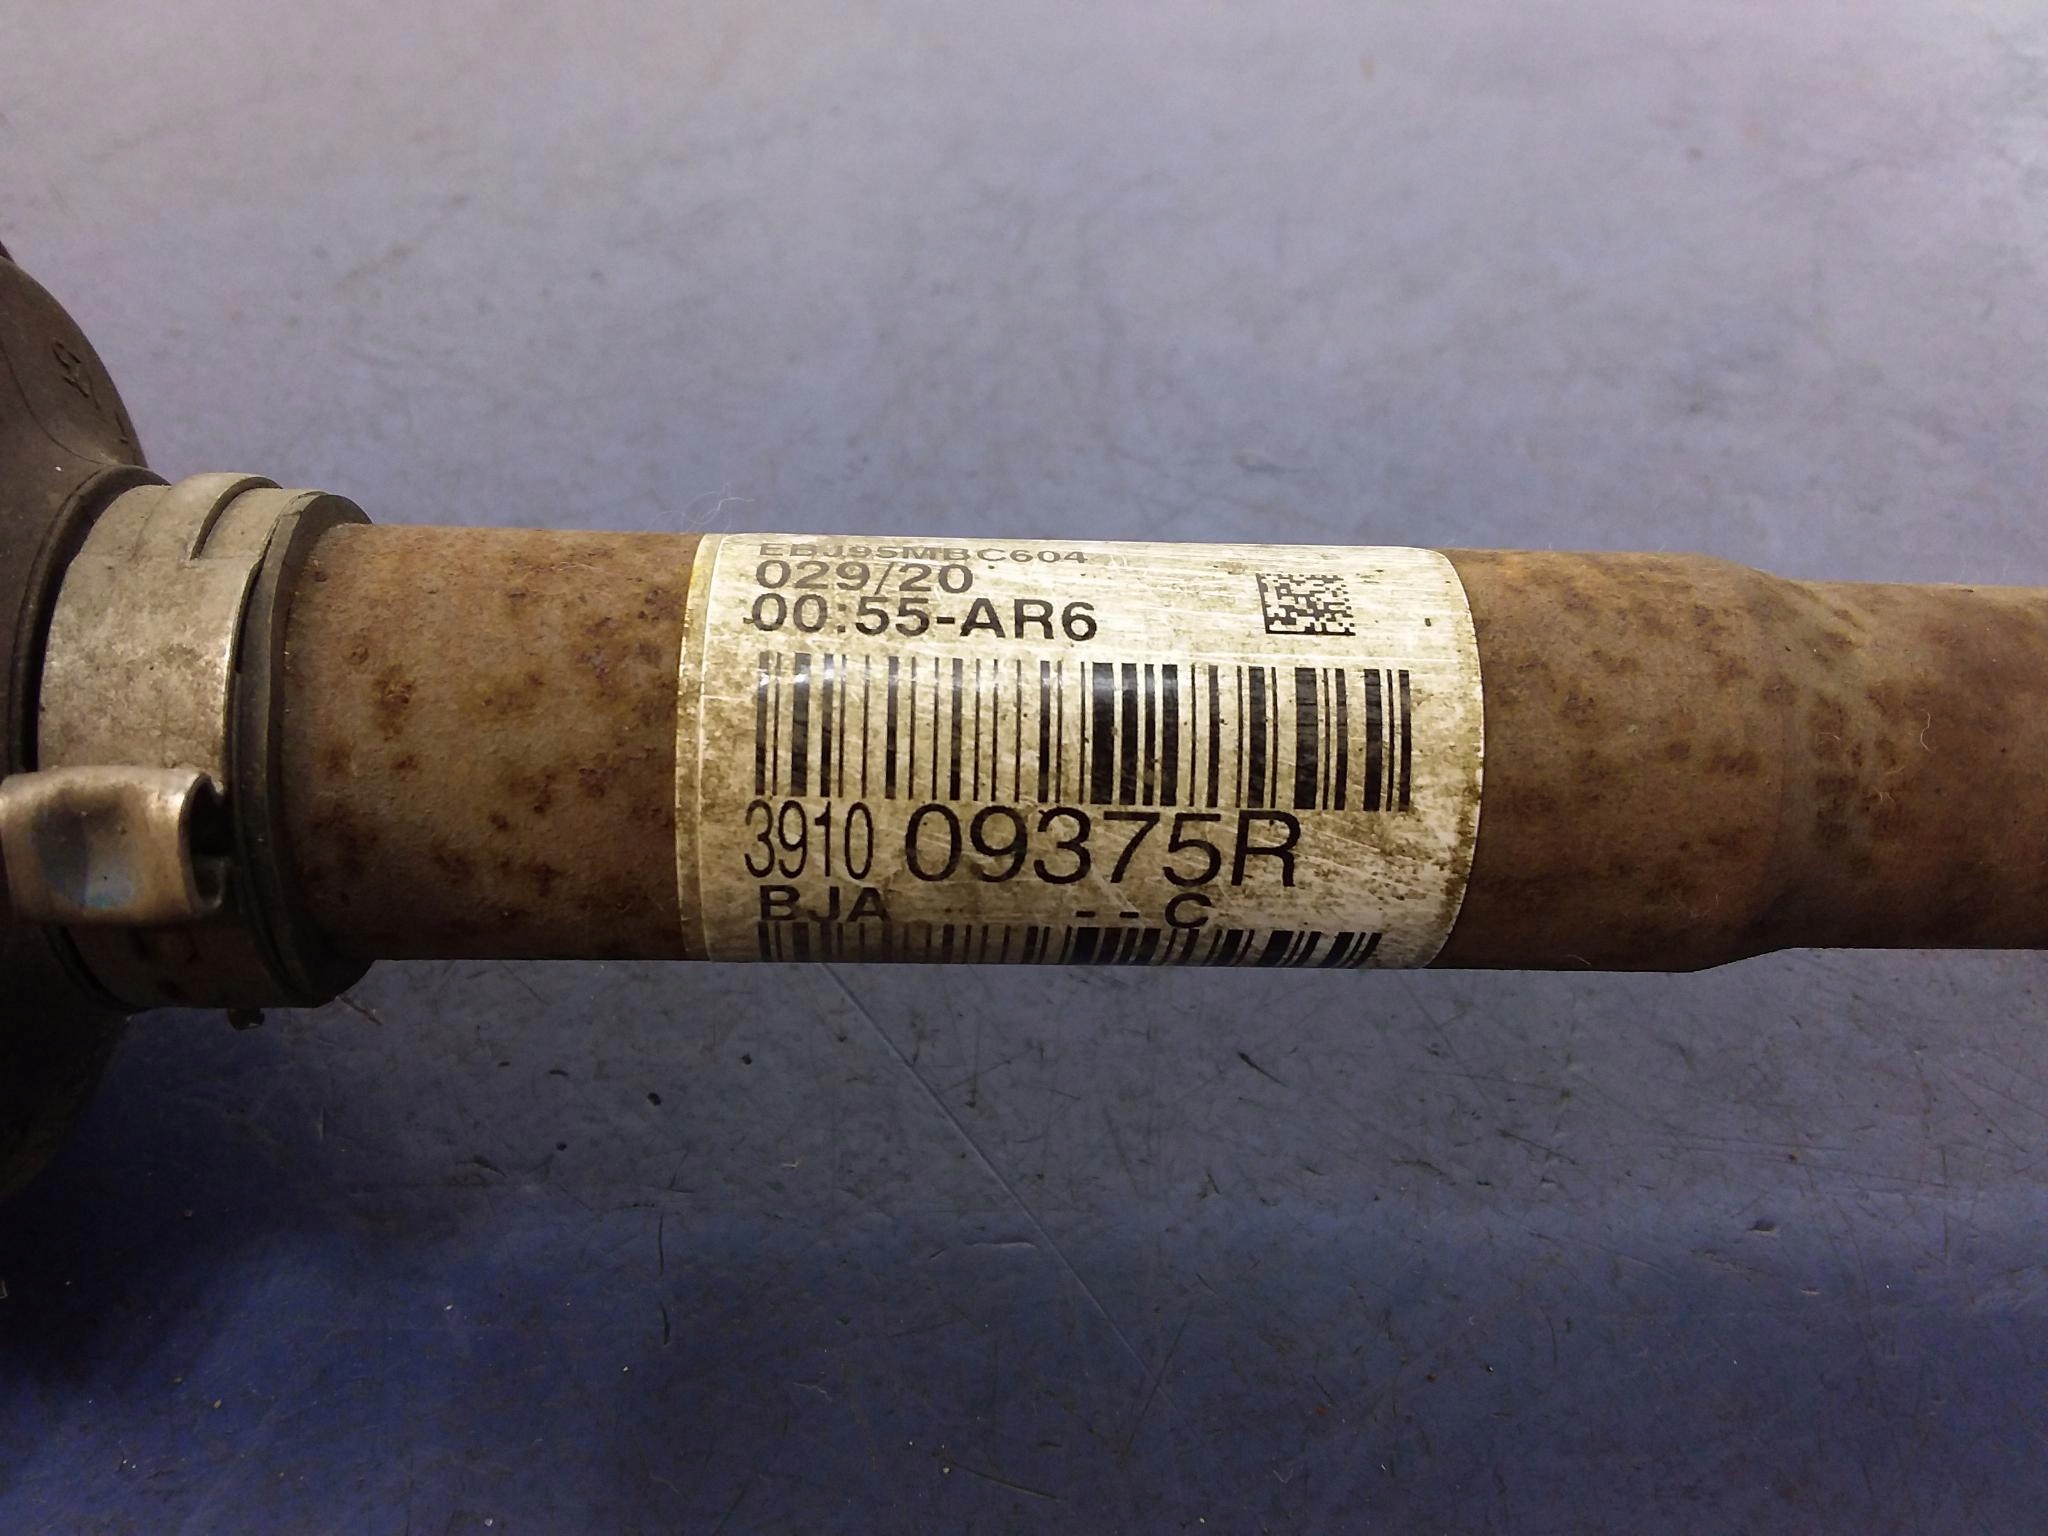 EBJ95MBC604
029/20
00:55-AR6
3910 09375R
BJA - - C